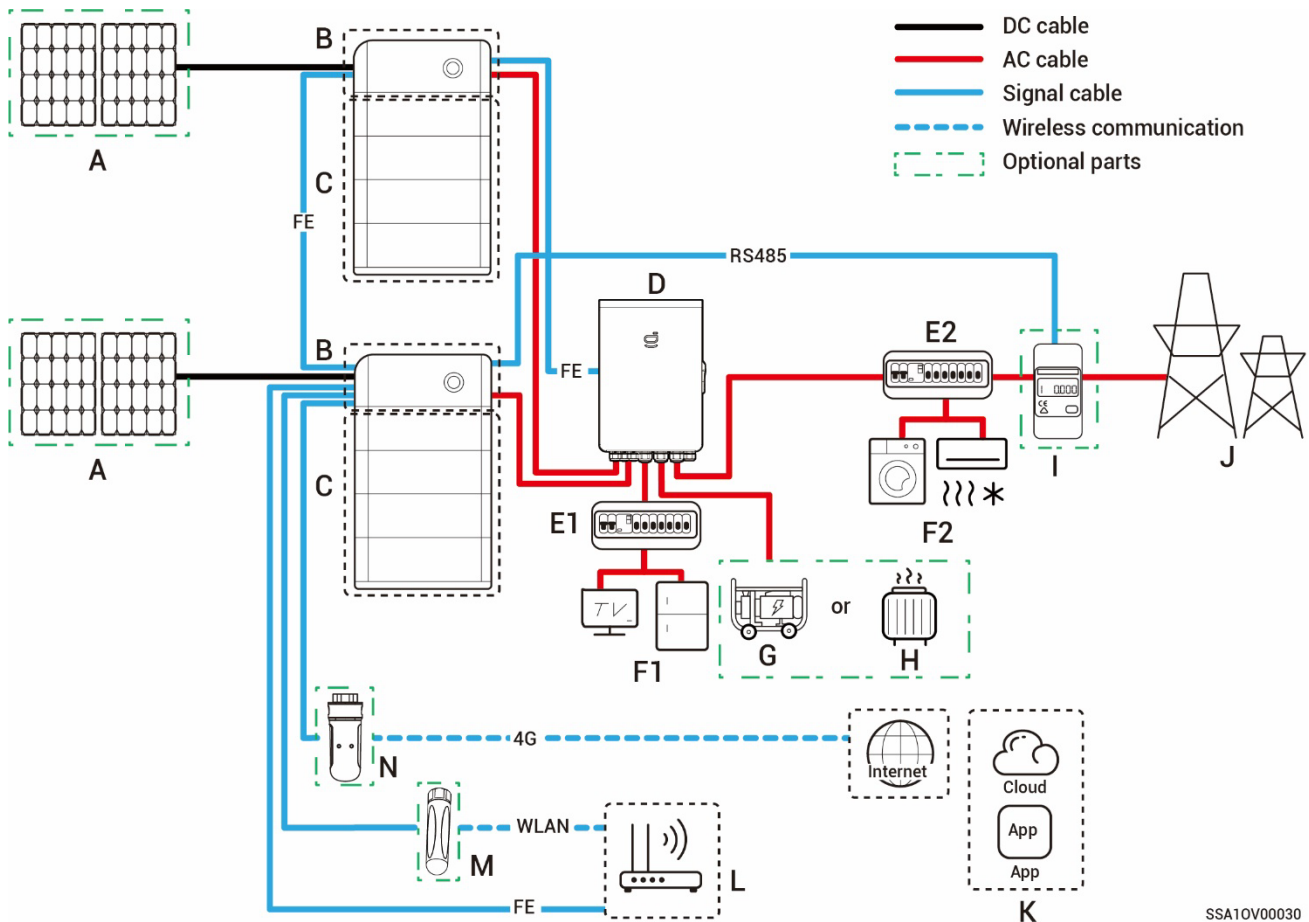 DC cable
AC cable
Signal cable
Wireless communication
Optional parts
A
B
C
FE
RS485
D
E2
FE
A
B
C
I
J
F2
E1
TV
F1
or
G
H
N
4G
Internet
Cloud
App
App
K
M
WLAN
L
FE
SSA1OV00030